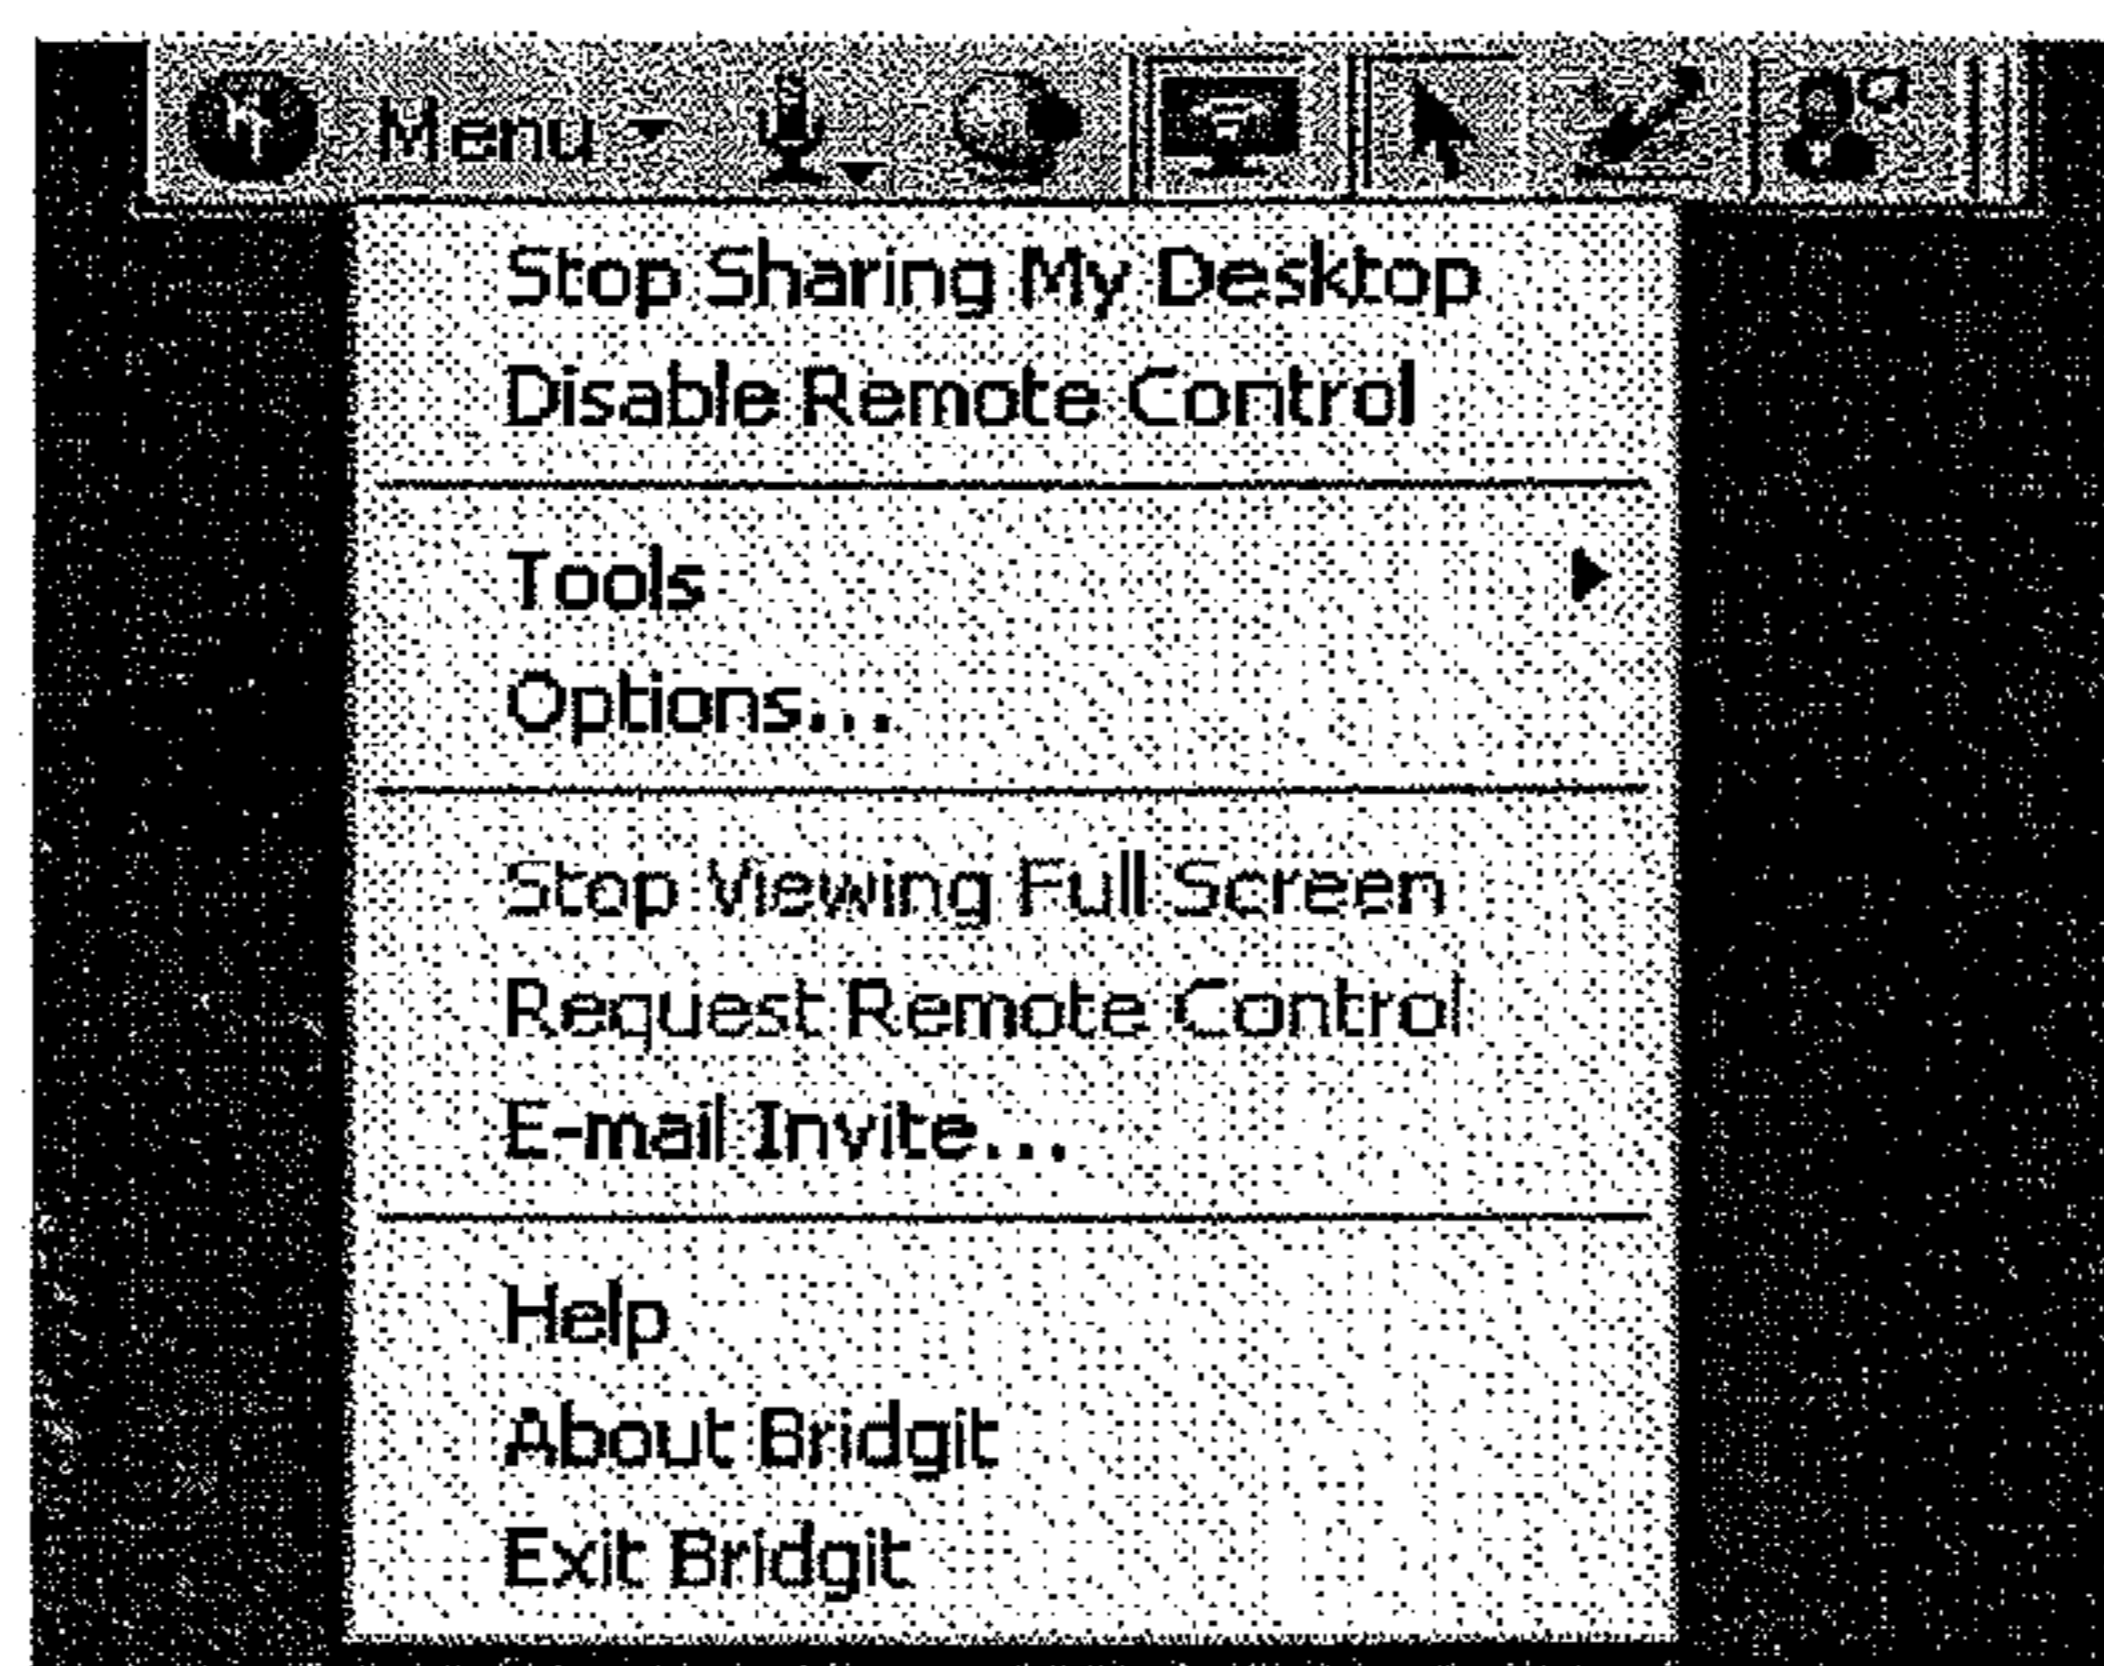 Menu
Stop Sharing My Desktop
Disable Remote Control
Tools
Options...
Stop Viewing Full Screen
Request Remote Control
E-mail Invite...
Help
About Bridgit
Exit Bridgit